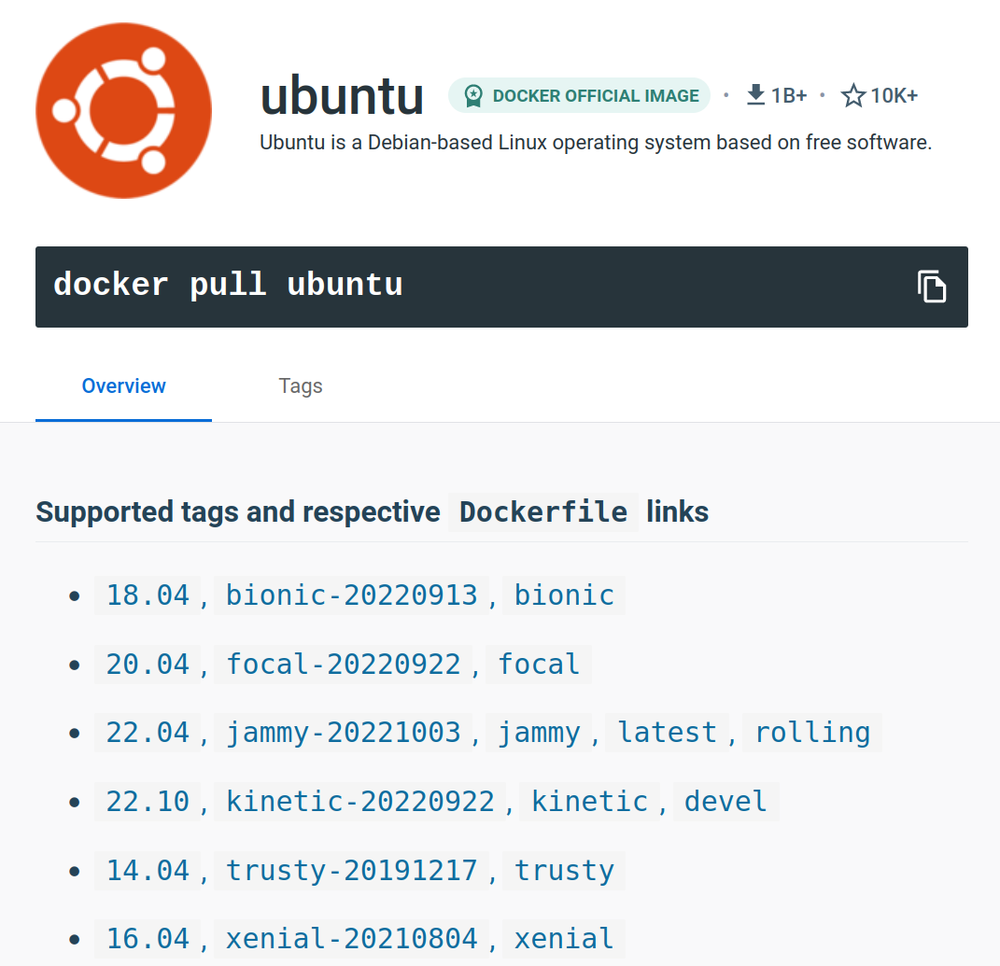 ubuntu DOCKER OFFICIAL IMAGE • 1B+ • 10K+
Ubuntu is a Debian-based Linux operating system based on free software.
docker pull ubuntu
Overview Tags
Supported tags and respective Dockerfile links
• 18.04, bionic-20220913, bionic
• 20.04, focal-20220922, focal
• 22.04, jammy-20221003, jammy, latest, rolling
• 22.10, kinetic-20220922, kinetic, devel
• 14.04, trusty-20191217, trusty
• 16.04, xenial-20210804, xenial